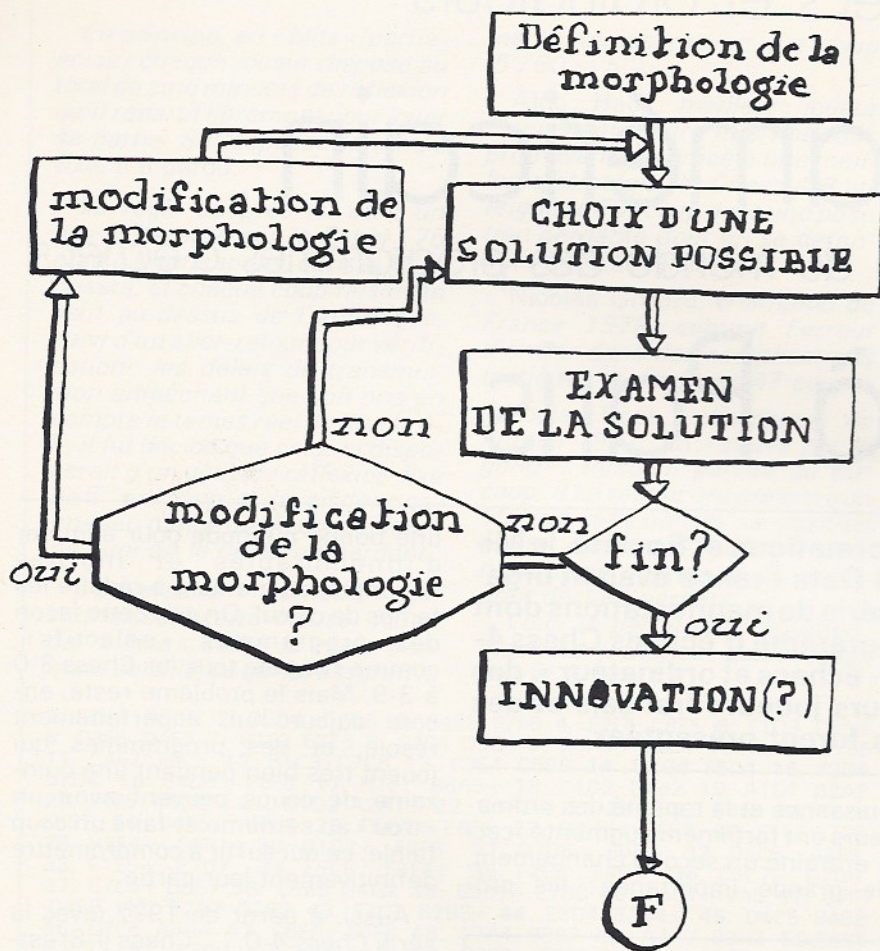 Définition de la
morphologie
modification de
la morphologie
CHOIX D'UNE
SOLUTION POSSIBLE
EXAMEN
DE LA SOLUTION
non
modification
de la
morphologie
?
oui
non
fin?
oui
INNOVATION(?)
F